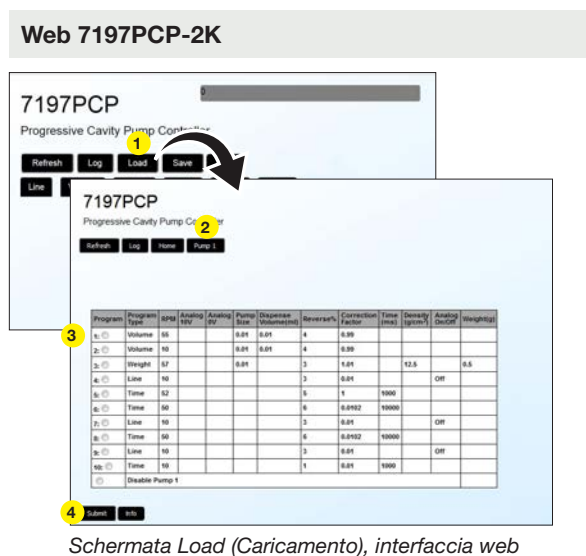 Web 7197PCP-2K
0
7197PCP
Progressive Cavity Pump Controller
1
Refresh Log Load Save
Line
7197PCP
Progressive Cavity Pump
2
Refresh Log Home Pump 1
Program Program Type RPM Analog 10V Analog 0V Pump Size Dispense Volume(ml) Reverse% Correction Factor Time (ms) Density (g/cm³) Analog On/Off Weight(g)
3
1: Volume 55 0.01 0.01 4 0.99
2: Volume 10 0.01 0.01 4 0.99
3: Weight 57 0.01 3 1.01 12.5 0.5
4: Line 10 3 0.01 Off
5: Time 52 5 1 1000
6: Time 50 6 0.0102 10000
7: Line 10 3 0.01 Off
8: Time 50 6 0.0102 10000
9: Line 10 3 0.01 Off
10: Time 10 1 0.01 1000
Disable Pump 1
4
Submit Info
Schermata Load (Caricamento), interfaccia web